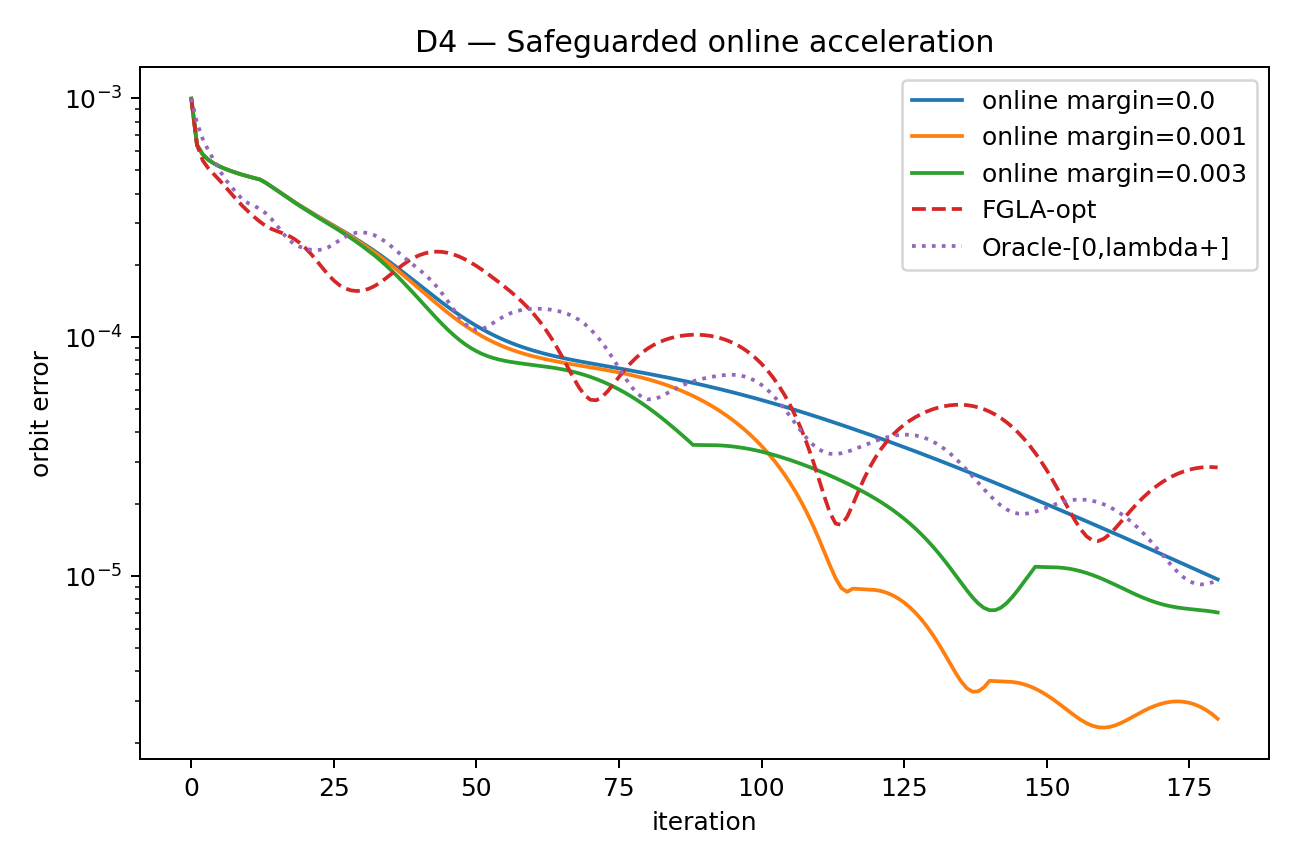 D4 — Safeguarded online acceleration
online margin=0.0
online margin=0.001
online margin=0.003
FGLA-opt
Oracle-[0,lambda+]
10⁻³
10⁻⁴
10⁻⁵
orbit error
0 25 50 75 100 125 150 175
iteration